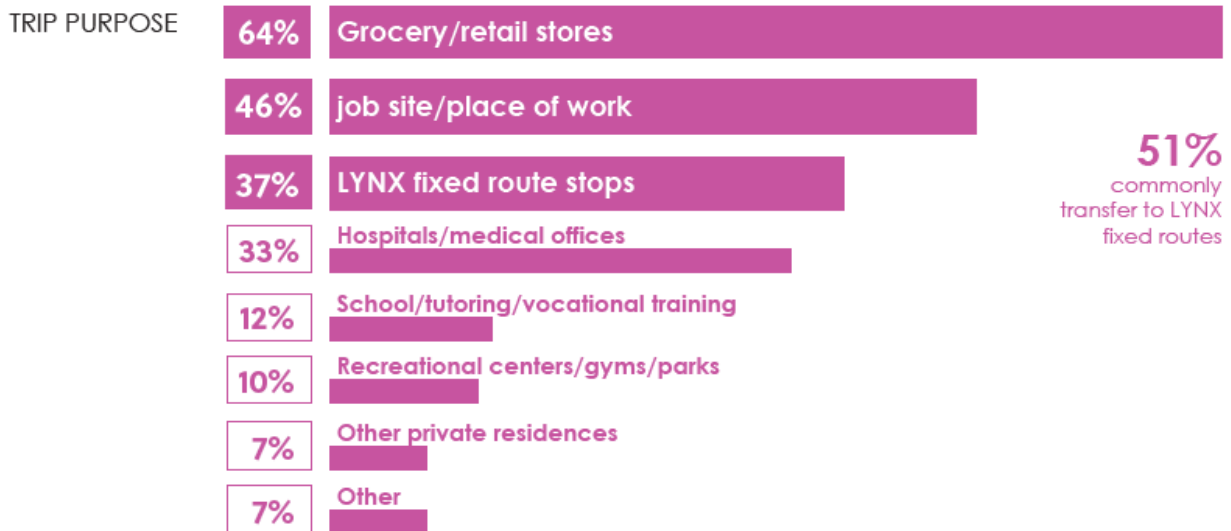 TRIP PURPOSE
64% Grocery/retail stores
46% job site/place of work
37% LYNX fixed route stops
51%
commonly
transfer to LYNX
fixed routes
33% Hospitals/medical offices
12% School/tutoring/vocational training
10% Recreational centers/gyms/parks
7% Other private residences
7% Other